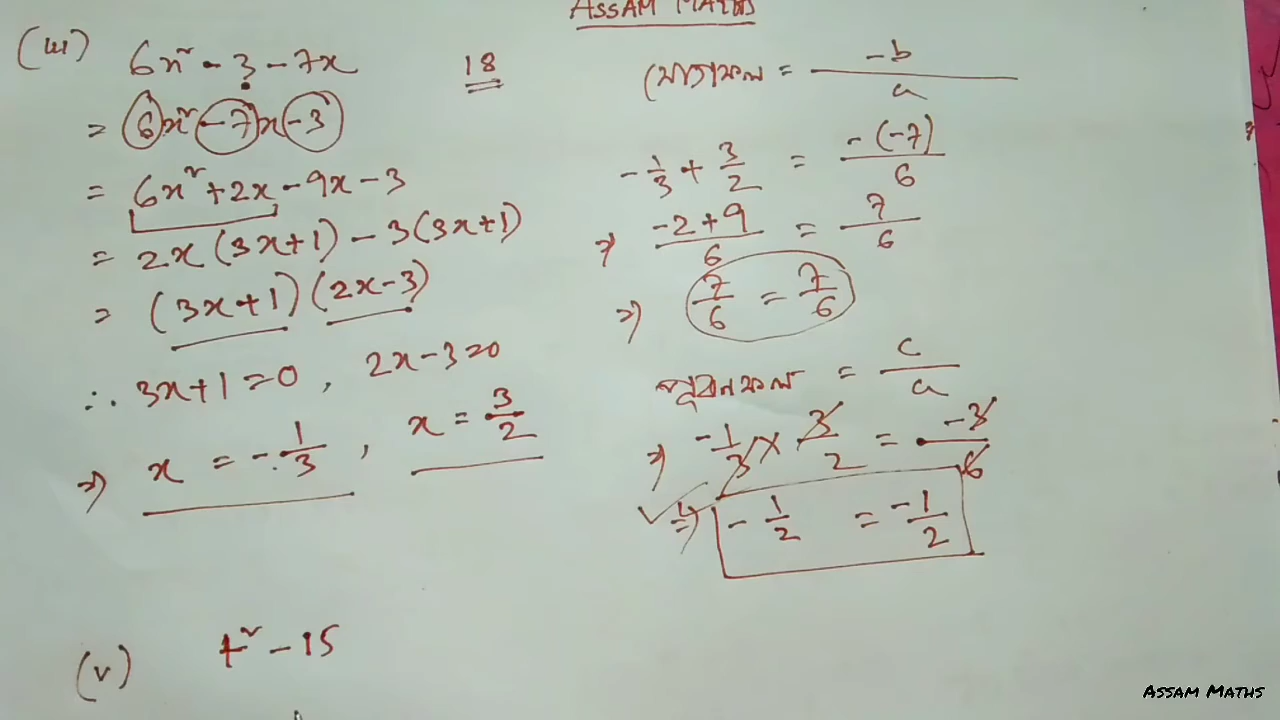 ASSAM MATHS
(iii) 6x² - 3 - 7x
18
= 6x² - 7x - 3
= 6x² + 2x - 9x - 3
= 2x (3x+1) - 3(3x+1)
= (3x+1) (2x-3)
∴ 3x+1=0, 2x-3=0
⇒ x = -1/3, x = 3/2
যোগফল = -b/a
-1/3 + 3/2 = -(-7)/6
⇒ (-2+9)/6 = 7/6
⇒ 7/6 = 7/6
পূৰণফল = c/a
⇒ -1/3 × 3/2 = -3/6
⇒ -1/2 = -1/2
(v) t² - 15
ASSAM MATHS